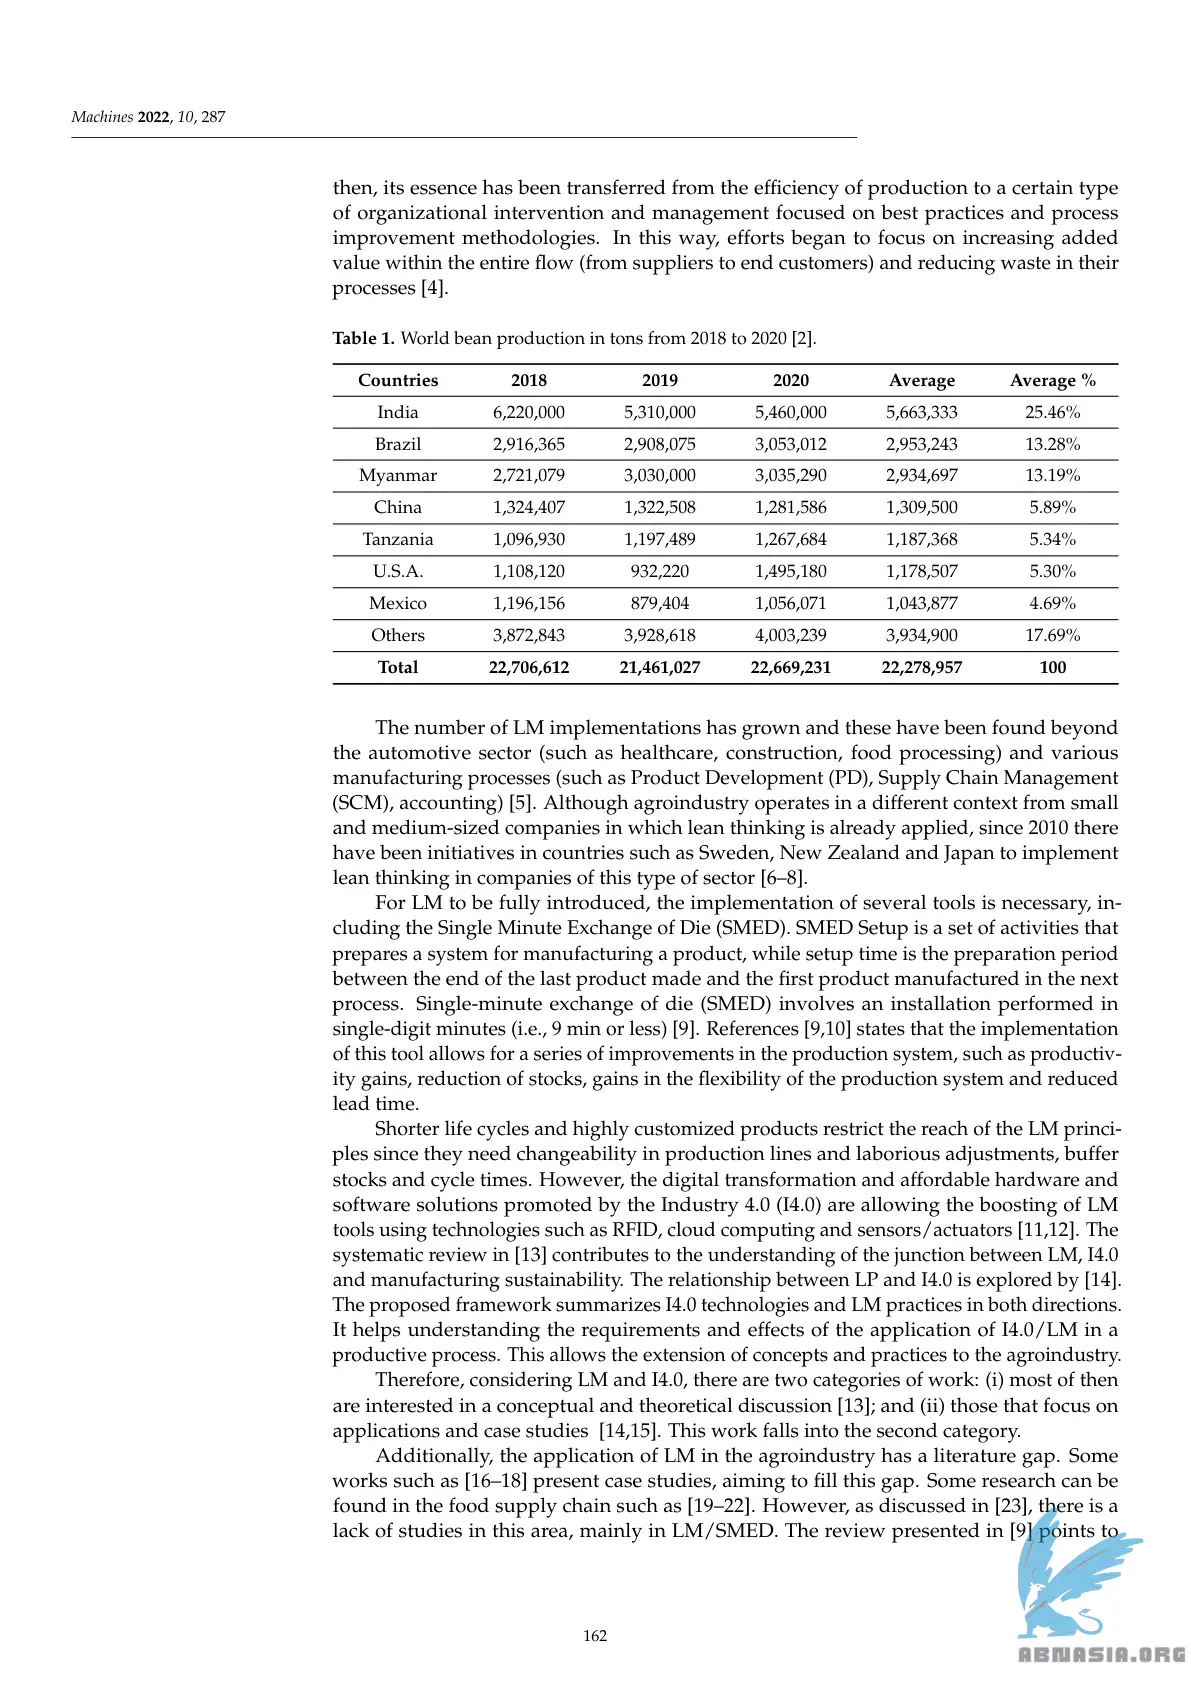 Machines 2022, 10, 287
then, its essence has been transferred from the efficiency of production to a certain type
of organizational intervention and management focused on best practices and process
improvement methodologies. In this way, efforts began to focus on increasing added
value within the entire flow (from suppliers to end customers) and reducing waste in their
processes [4].
Table 1. World bean production in tons from 2018 to 2020 [2].
Countries 2018 2019 2020 Average Average %
India 6,220,000 5,310,000 5,460,000 5,663,333 25.46%
Brazil 2,916,365 2,908,075 3,053,012 2,953,243 13.28%
Myanmar 2,721,079 3,030,000 3,035,290 2,934,697 13.19%
China 1,324,407 1,322,508 1,281,586 1,309,500 5.89%
Tanzania 1,096,930 1,197,489 1,267,684 1,187,368 5.34%
U.S.A. 1,108,120 932,220 1,495,180 1,178,507 5.30%
Mexico 1,196,156 879,404 1,056,071 1,043,877 4.69%
Others 3,872,843 3,928,618 4,003,239 3,934,900 17.69%
Total 22,706,612 21,461,027 22,669,231 22,278,957 100
The number of LM implementations has grown and these have been found beyond
the automotive sector (such as healthcare, construction, food processing) and various
manufacturing processes (such as Product Development (PD), Supply Chain Management
(SCM), accounting) [5]. Although agroindustry operates in a different context from small
and medium-sized companies in which lean thinking is already applied, since 2010 there
have been initiatives in countries such as Sweden, New Zealand and Japan to implement
lean thinking in companies of this type of sector [6–8].
For LM to be fully introduced, the implementation of several tools is necessary, in-
cluding the Single Minute Exchange of Die (SMED). SMED Setup is a set of activities that
prepares a system for manufacturing a product, while setup time is the preparation period
between the end of the last product made and the first product manufactured in the next
process. Single-minute exchange of die (SMED) involves an installation performed in
single-digit minutes (i.e., 9 min or less) [9]. References [9,10] states that the implementation
of this tool allows for a series of improvements in the production system, such as productiv-
ity gains, reduction of stocks, gains in the flexibility of the production system and reduced
lead time.
Shorter life cycles and highly customized products restrict the reach of the LM princi-
ples since they need changeability in production lines and laborious adjustments, buffer
stocks and cycle times. However, the digital transformation and affordable hardware and
software solutions promoted by the Industry 4.0 (I4.0) are allowing the boosting of LM
tools using technologies such as RFID, cloud computing and sensors/actuators [11,12]. The
systematic review in [13] contributes to the understanding of the junction between LM, I4.0
and manufacturing sustainability. The relationship between LP and I4.0 is explored by [14].
The proposed framework summarizes I4.0 technologies and LM practices in both directions.
It helps understanding the requirements and effects of the application of I4.0/LM in a
productive process. This allows the extension of concepts and practices to the agroindustry.
Therefore, considering LM and I4.0, there are two categories of work: (i) most of then
are interested in a conceptual and theoretical discussion [13]; and (ii) those that focus on
applications and case studies [14,15]. This work falls into the second category.
Additionally, the application of LM in the agroindustry has a literature gap. Some
works such as [16–18] present case studies, aiming to fill this gap. Some research can be
found in the food supply chain such as [19–22]. However, as discussed in [23], there is a
lack of studies in this area, mainly in LM/SMED. The review presented in [9] points to
162
ABNASIA.ORG